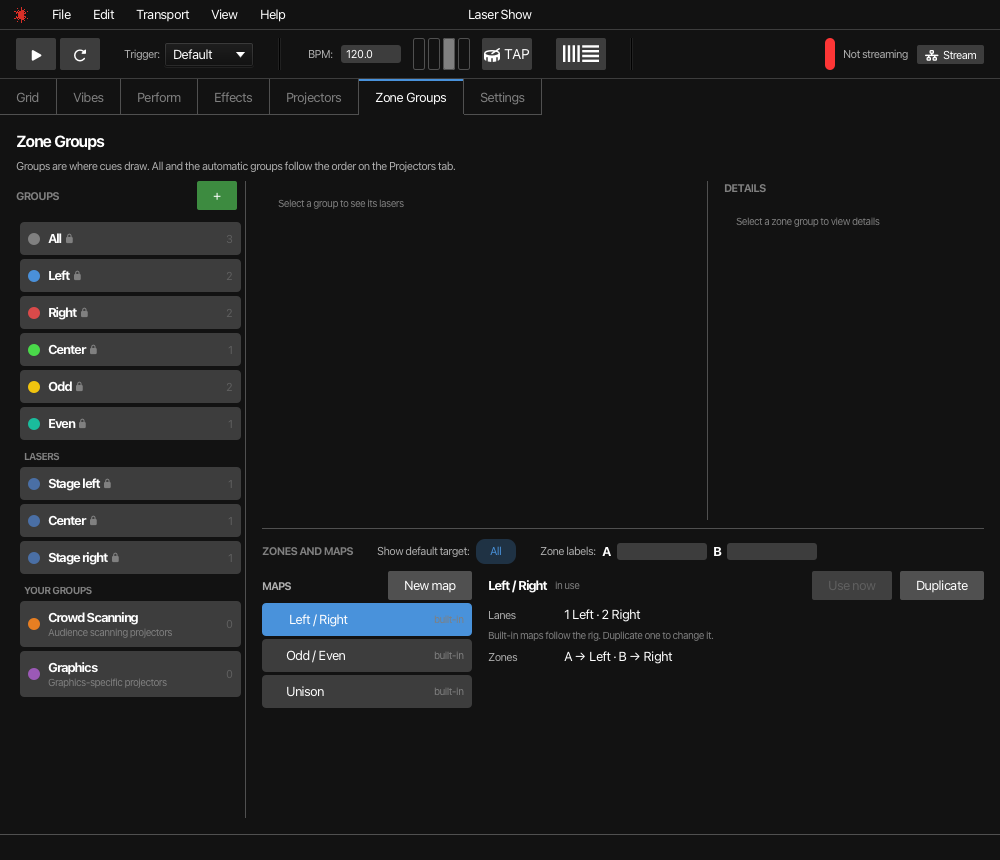 File Edit Transport View Help Laser Show
Trigger: Default BPM: 120.0 TAP Not streaming Stream
Grid Vibes Perform Effects Projectors Zone Groups Settings
Zone Groups
Groups are where cues draw. All and the automatic groups follow the order on the Projectors tab.
GROUPS +
All 3
Left 2
Right 2
Center 1
Odd 2
Even 1
LASERS
Stage left 1
Center 1
Stage right 1
YOUR GROUPS
Crowd Scanning 0
Audience scanning projectors
Graphics 0
Graphics-specific projectors
Select a group to see its lasers
DETAILS
Select a zone group to view details
ZONES AND MAPS Show default target: All Zone labels: A B
MAPS New map
Left / Right built-in
Odd / Even built-in
Unison built-in
Left / Right In use Use now Duplicate
Lanes 1 Left · 2 Right
Built-in maps follow the rig. Duplicate one to change it.
Zones A → Left · B → Right